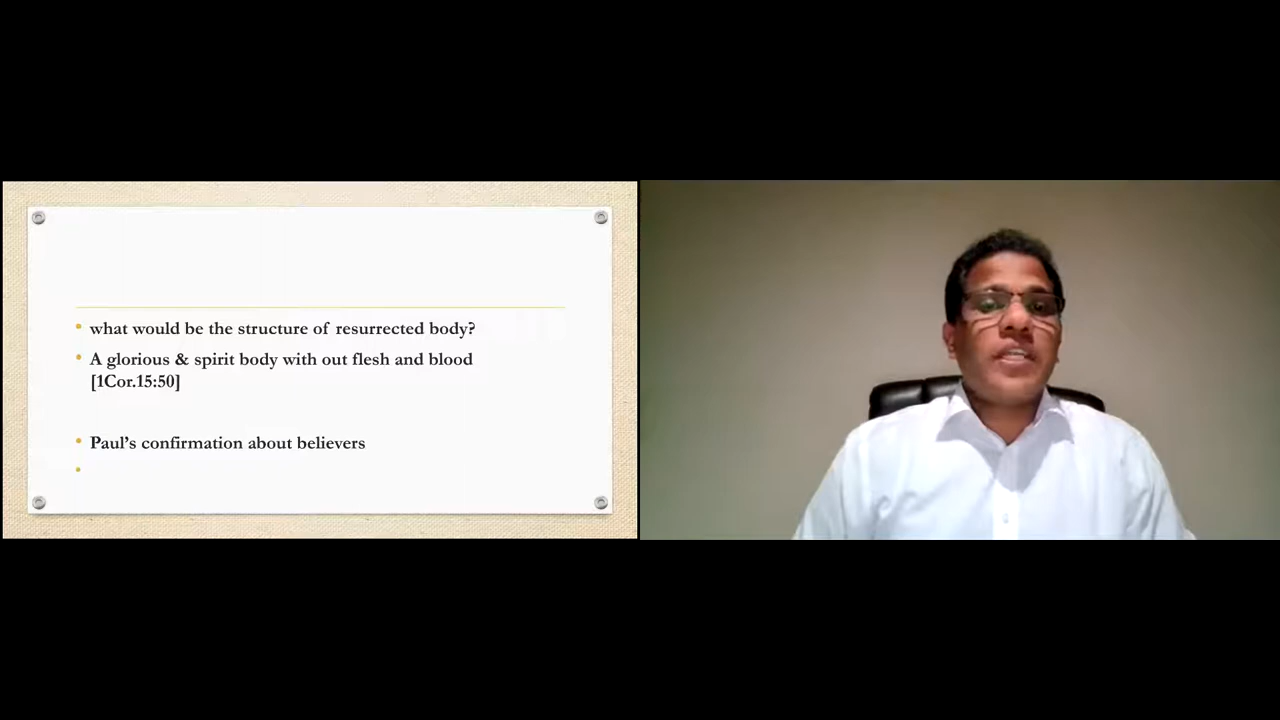 what would be the structure of resurrected body?
A glorious & spirit body with out flesh and blood
[1Cor.15:50]
Paul's confirmation about believers